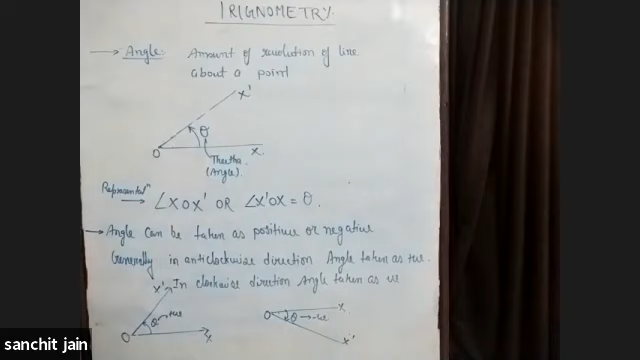 TRIGNOMETRY.
→ Angle: Amount of revolution of line
about a point
X'
θ
O
X
Theetha
(Angle)
Representatn → ∠XOX' OR ∠X'OX = θ.
→ Angle can be taken as positive or negative
Generally in anticlockwise direction Angle taken as +ve.
In clockwise direction Angle taken as -ve
X'
θ → +ve
O
X
O
X
θ → -ve
X'
sanchit jain